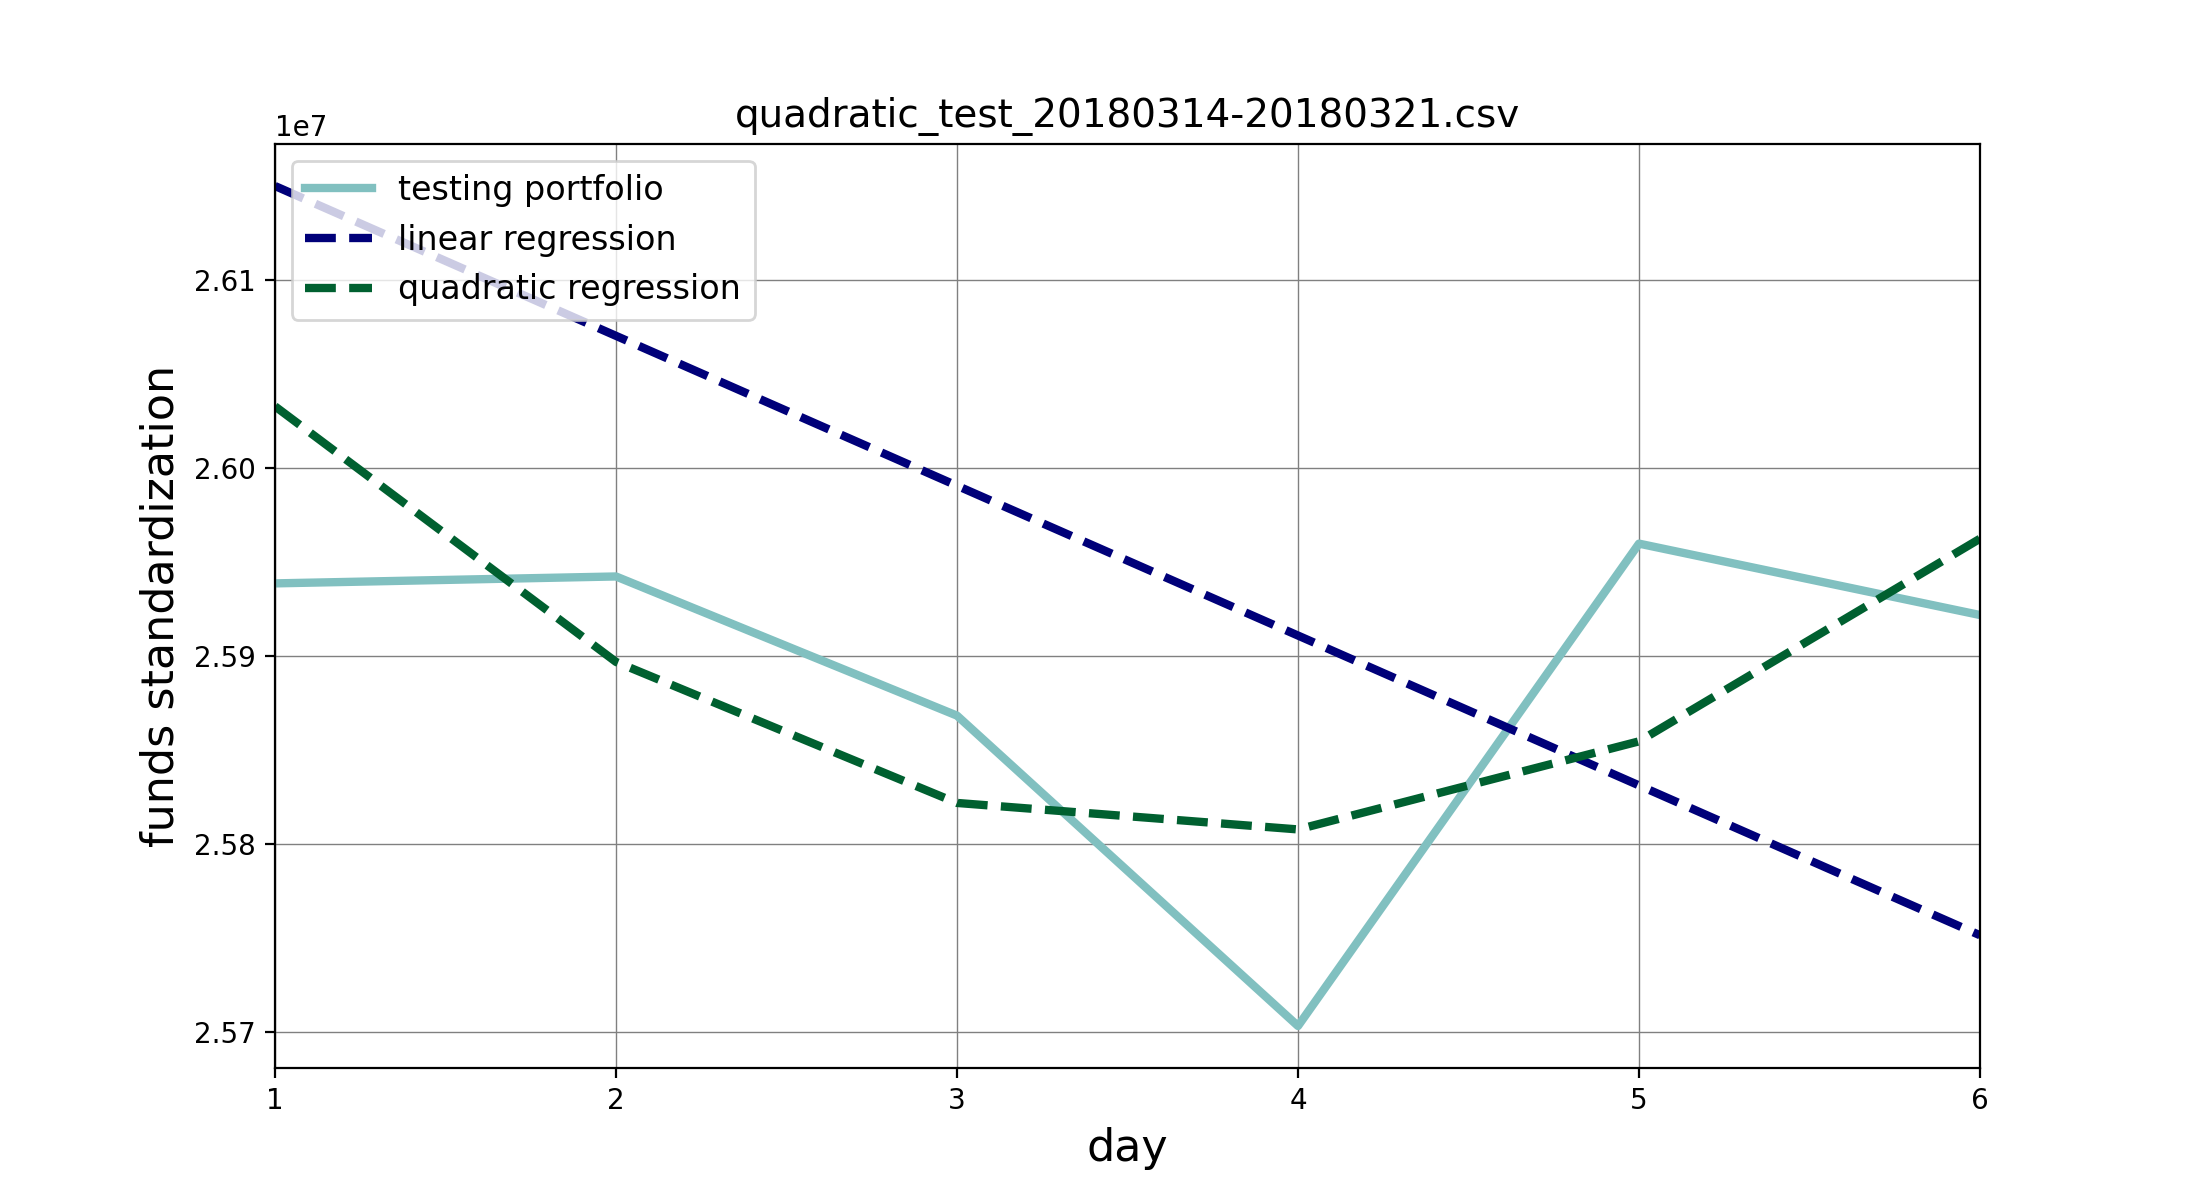 quadratic_test_20180314-20180321.csv
1e7
testing portfolio
linear regression
quadratic regression
2.61
2.60
2.59
2.58
2.57
funds standardization
1 2 3 4 5 6
day